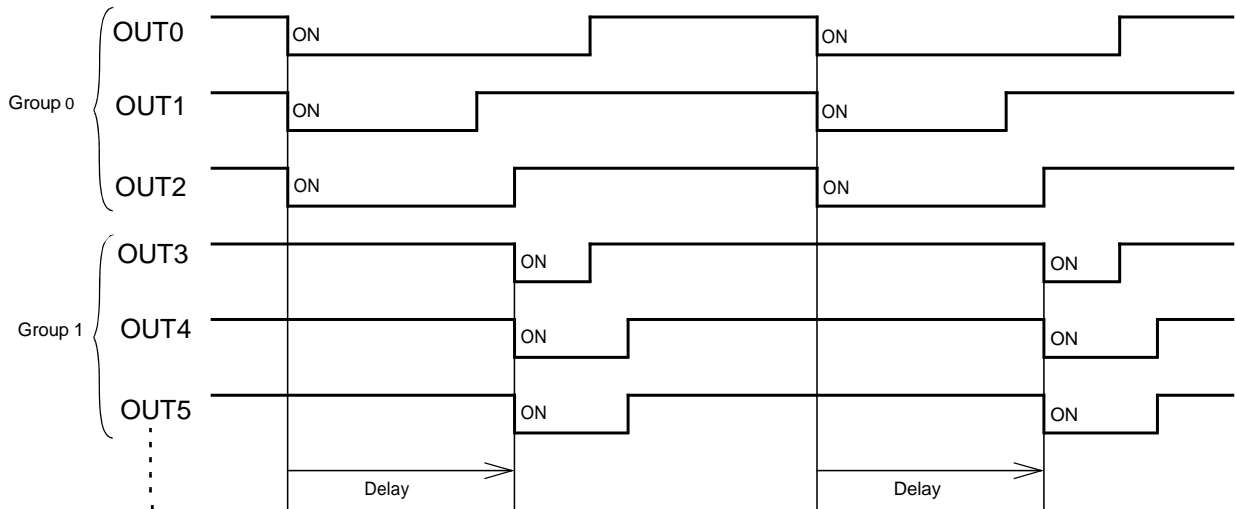 OUT0 ON ON
Group 0 OUT1 ON ON
OUT2 ON ON
OUT3 ON ON
Group 1 OUT4 ON ON
OUT5 ON ON
Delay Delay